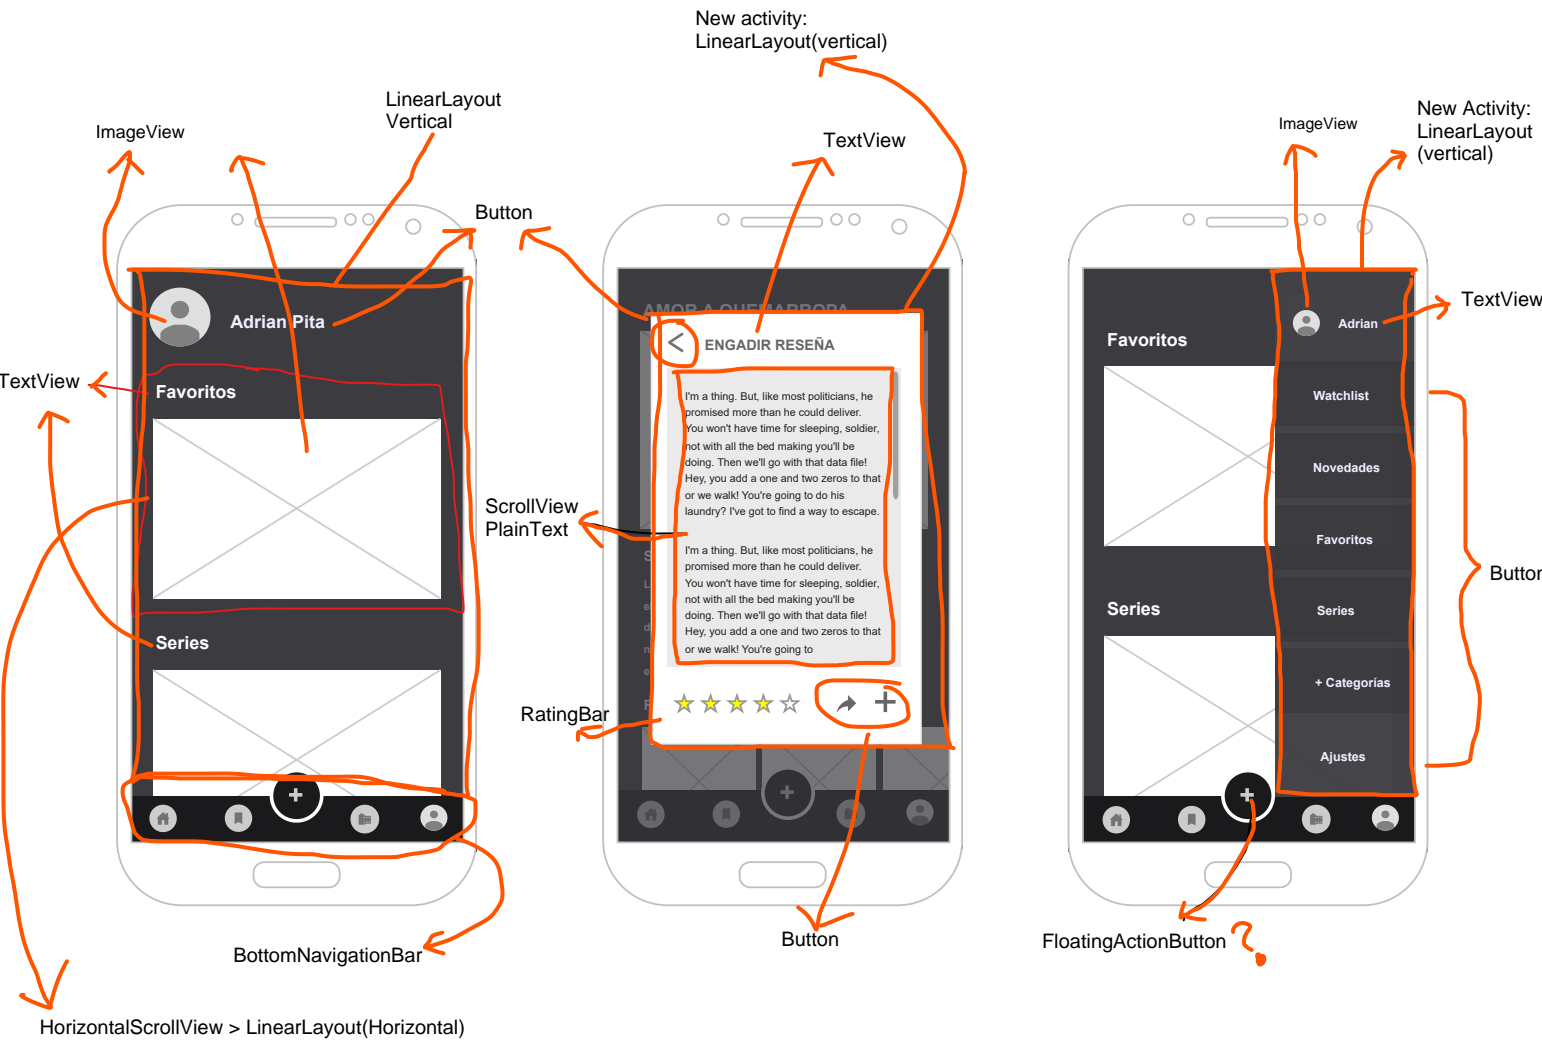 New activity:
LinearLayout(vertical)
LinearLayout
Vertical
ImageView
TextView
Button
ImageView
New Activity:
LinearLayout
(vertical)
Adrian Pita
TextView
Favoritos
Series
BottomNavigationBar
HorizontalScrollView > LinearLayout(Horizontal)
AMOR A QUEMARROPA
ENGADIR RESEÑA
I'm a thing. But, like most politicians, he
promised more than he could deliver.
You won't have time for sleeping, soldier,
not with all the bed making you'll be
doing. Then we'll go with that data file!
Hey, you add a one and two zeros to that
or we walk! You're going to do his
laundry? I've got to find a way to escape.
I'm a thing. But, like most politicians, he
promised more than he could deliver.
You won't have time for sleeping, soldier,
not with all the bed making you'll be
doing. Then we'll go with that data file!
Hey, you add a one and two zeros to that
or we walk! You're going to
ScrollView
PlainText
RatingBar
Button
TextView
Adrian
Favoritos
Series
Watchlist
Novedades
Favoritos
Series
+ Categorías
Ajustes
Button
FloatingActionButton ?